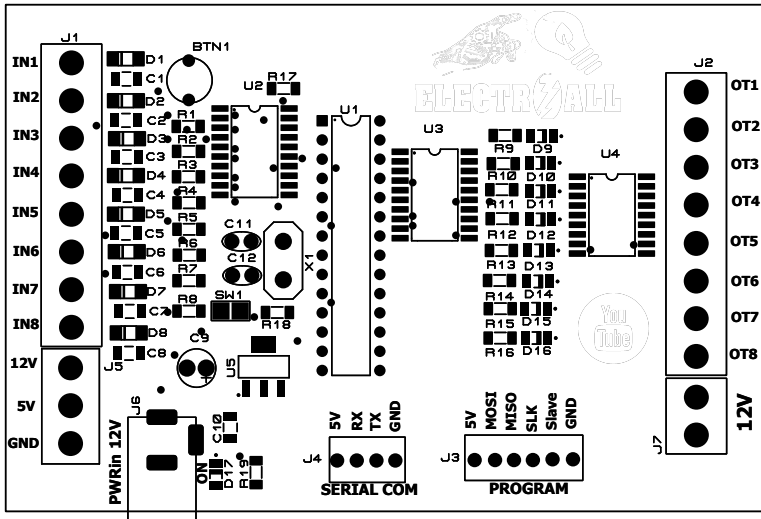 J1
IN1
IN2
IN3
IN4
IN5
IN6
IN7
IN8
12V
5V
GND
J5
D1
C1
D2
C2
D3
C3
D4
C4
D5
C5
D6
C6
D7
C7
D8
C8
BTN1
R1
R2
R3
R4
R5
R6
R7
R8
U2
R17
C11
C12
X1
SW1
R18
C9
+
U5
J6
PWRin 12V
ON
C10
D17
R19
U1
U3
ELECTR ALL
R9
D9
R10
D10
R11
D11
R12
D12
R13
D13
R14
D14
R15
D15
R16
D16
U4
You
Tube
J2
OT1
OT2
OT3
OT4
OT5
OT6
OT7
OT8
J7
12V
J4
5V
RX
TX
GND
SERIAL COM
J3
5V
MOSI
MISO
SLK
Slave
GND
PROGRAM